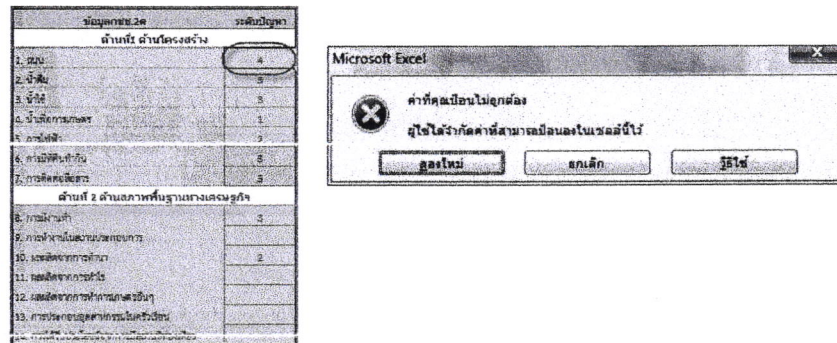 ข้อมูลกชช.2ค ระดับปัญหา
ด้านที่1 ด้านโครงสร้าง
1. ถนน 4
2. น้ำดื่ม 3
3. น้ำใช้ 3
4. น้ำเพื่อการเกษตร 1
5. การไฟฟ้า 2
6. การมีที่ดินทำกิน
7. การติดต่อสื่อสาร 3
ด้านที่ 2 ด้านสภาพพื้นฐานทางเศรษฐกิจ
8. การมีงานทำ 3
9. การทำงานในสถานประกอบการ
10. ผลผลิตจากการทำนา 2
11. ผลผลิตจากการทำไร่
12. ผลผลิตจากการทำการเกษตรอื่นๆ
13. การประกอบอุตสาหกรรมในครัวเรือน
Microsoft Excel
ค่าที่คุณป้อนไม่ถูกต้อง
ผู้ใช้ได้จำกัดค่าที่สามารถป้อนลงในเซลล์นี้ไว้
ลองใหม่ ยกเลิก วิธีใช้